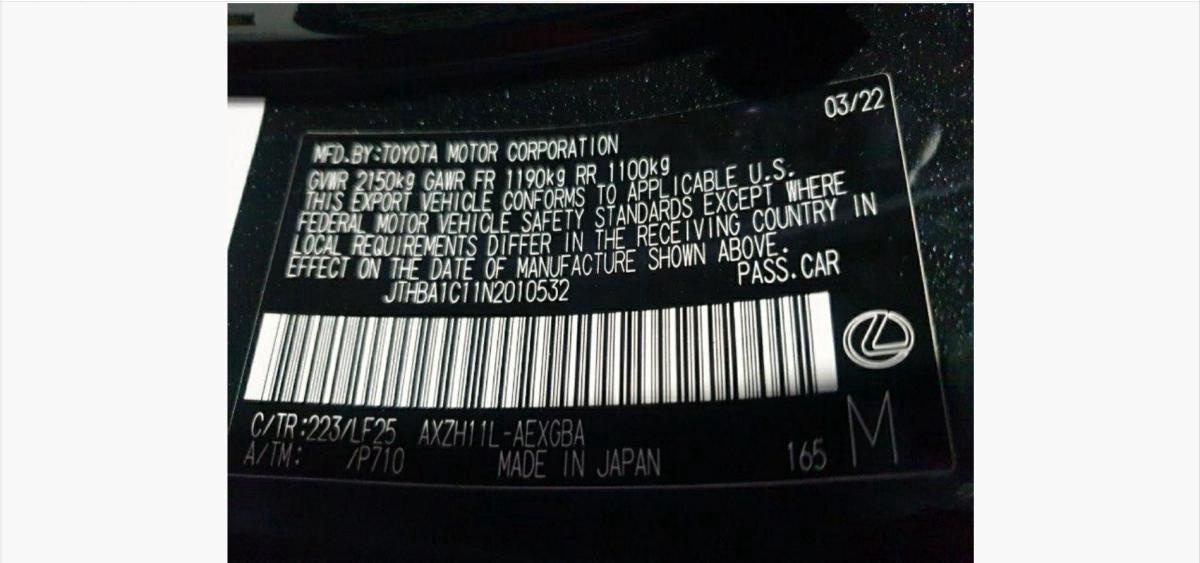 03/22
MFD.BY:TOYOTA MOTOR CORPORATION
GVWR 2150kg GAWR FR 1190kg RR 1100kg
THIS EXPORT VEHICLE CONFORMS TO APPLICABLE U.S.
FEDERAL MOTOR VEHICLE SAFETY STANDARDS EXCEPT WHERE
LOCAL REQUIREMENTS DIFFER IN THE RECEIVING COUNTRY IN
EFFECT ON THE DATE OF MANUFACTURE SHOWN ABOVE.
PASS.CAR
JTHBA1C11N2010532
C/TR:223/LF25 AXZH11L-AEXGBA
A/TM: /P710 MADE IN JAPAN 165 M